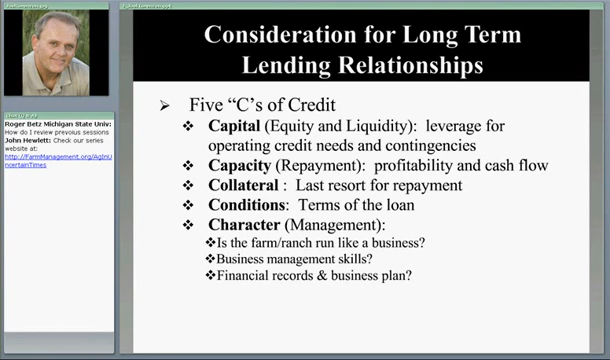 Consideration for Long Term
Lending Relationships
Five “C’s of Credit
Capital (Equity and Liquidity): leverage for
operating credit needs and contingencies
Capacity (Repayment): profitability and cash flow
Collateral : Last resort for repayment
Conditions: Terms of the loan
Character (Management):
Is the farm/ranch run like a business?
Business management skills?
Financial records & business plan?
Roger Betz Michigan State Univ:
How do I review prevoius sessions
John Hewlett: Check our series
website at:
http://FarmManagement.org/AgInU
ncertainTimes